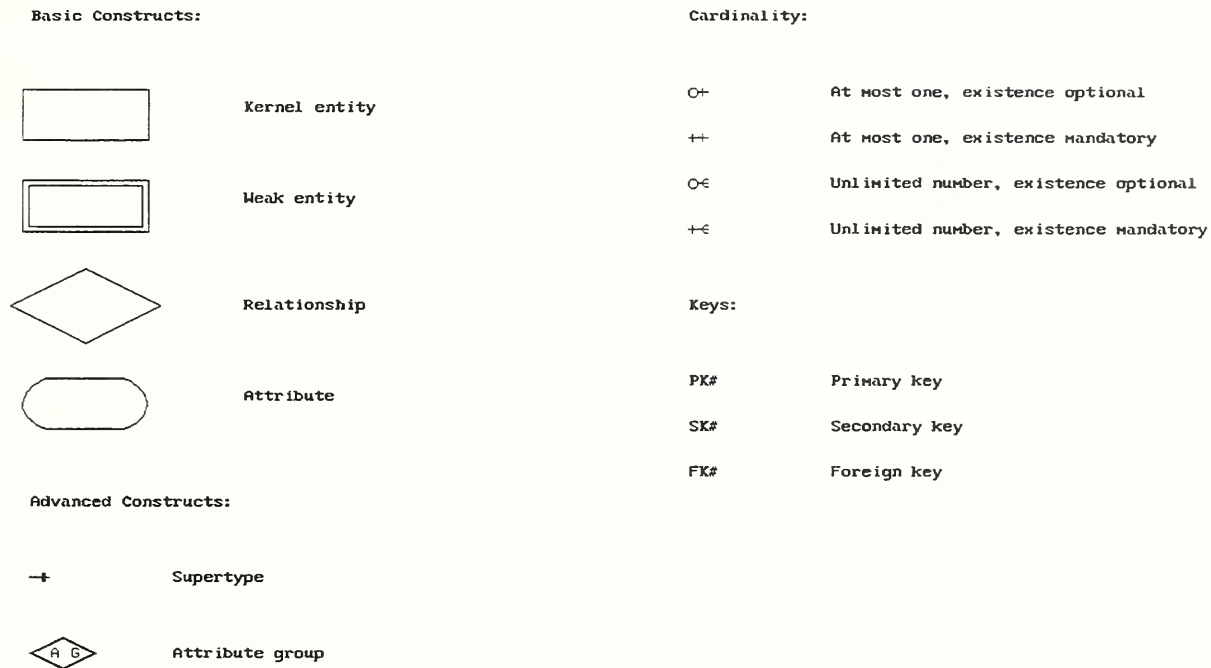 Basic Constructs:
Kernel entity
Weak entity
Relationship
Attribute
Advanced Constructs:
Supertype
A G Attribute group
Cardinality:
At most one, existence optional
At most one, existence mandatory
Unlimited number, existence optional
Unlimited number, existence mandatory
Keys:
PK# Primary key
SK# Secondary key
FK# Foreign key